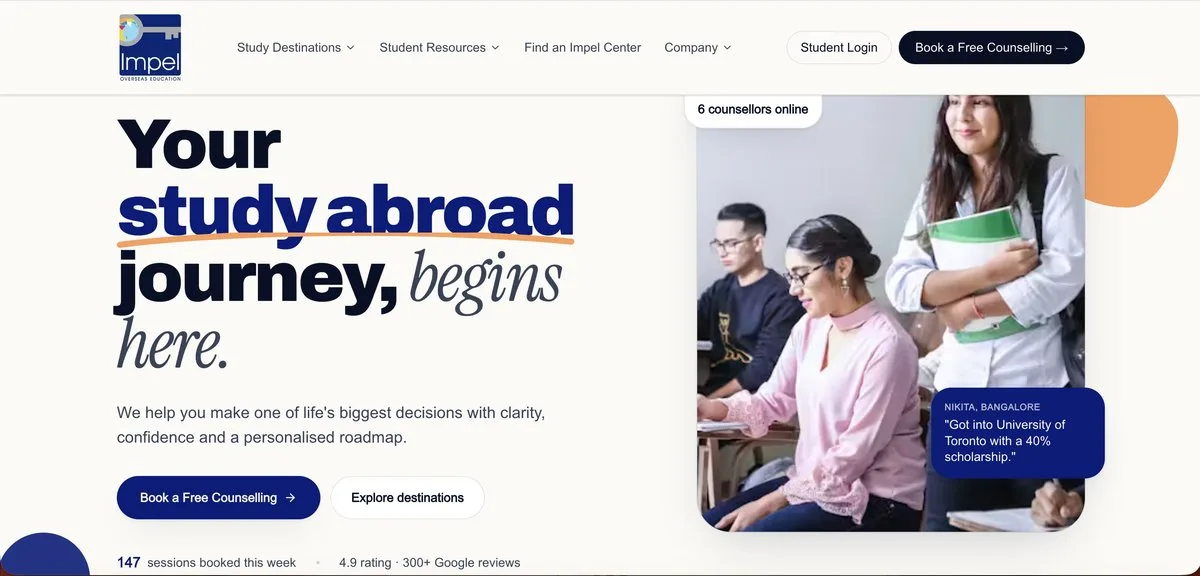 Impel
OVERSEAS EDUCATION
Study Destinations
Student Resources
Find an Impel Center
Company
Student Login
Book a Free Counselling →
6 counsellors online
Your
study abroad
journey, begins
here.
We help you make one of life's biggest decisions with clarity,
confidence and a personalised roadmap.
Book a Free Counselling →
Explore destinations
147 sessions booked this week • 4.9 rating · 300+ Google reviews
NIKITA, BANGALORE
"Got into University of
Toronto with a 40%
scholarship."